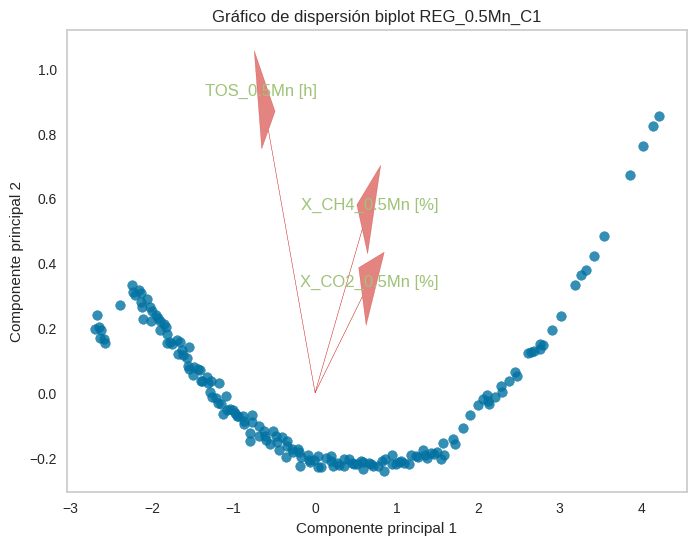 Gráfico de dispersión biplot REG_0.5Mn_C1
1.0
0.8
0.6
0.4
0.2
0.0
−0.2
Componente principal 2
TOS_0.5Mn [h]
X_CH4_0.5Mn [%]
X_CO2_0.5Mn [%]
−3 −2 −1 0 1 2 3 4
Componente principal 1